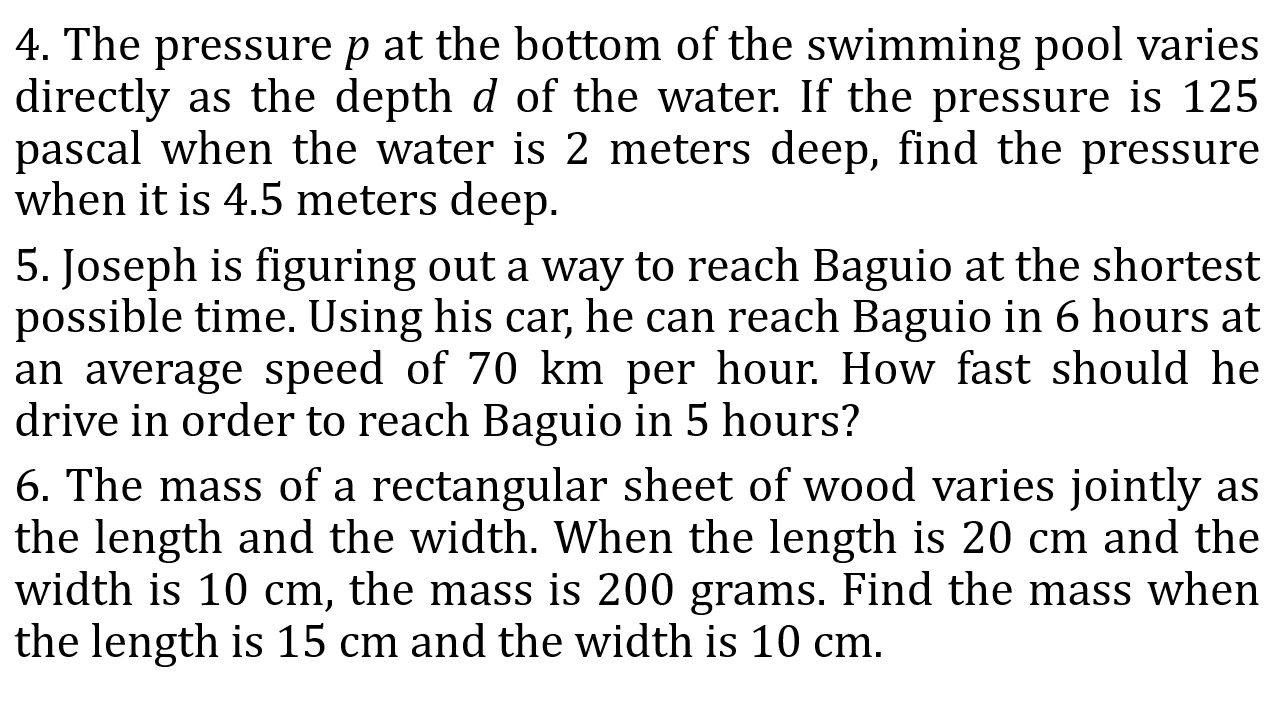 4. The pressure p at the bottom of the swimming pool varies
directly as the depth d of the water. If the pressure is 125
pascal when the water is 2 meters deep, find the pressure
when it is 4.5 meters deep.
5. Joseph is figuring out a way to reach Baguio at the shortest
possible time. Using his car, he can reach Baguio in 6 hours at
an average speed of 70 km per hour. How fast should he
drive in order to reach Baguio in 5 hours?
6. The mass of a rectangular sheet of wood varies jointly as
the length and the width. When the length is 20 cm and the
width is 10 cm, the mass is 200 grams. Find the mass when
the length is 15 cm and the width is 10 cm.